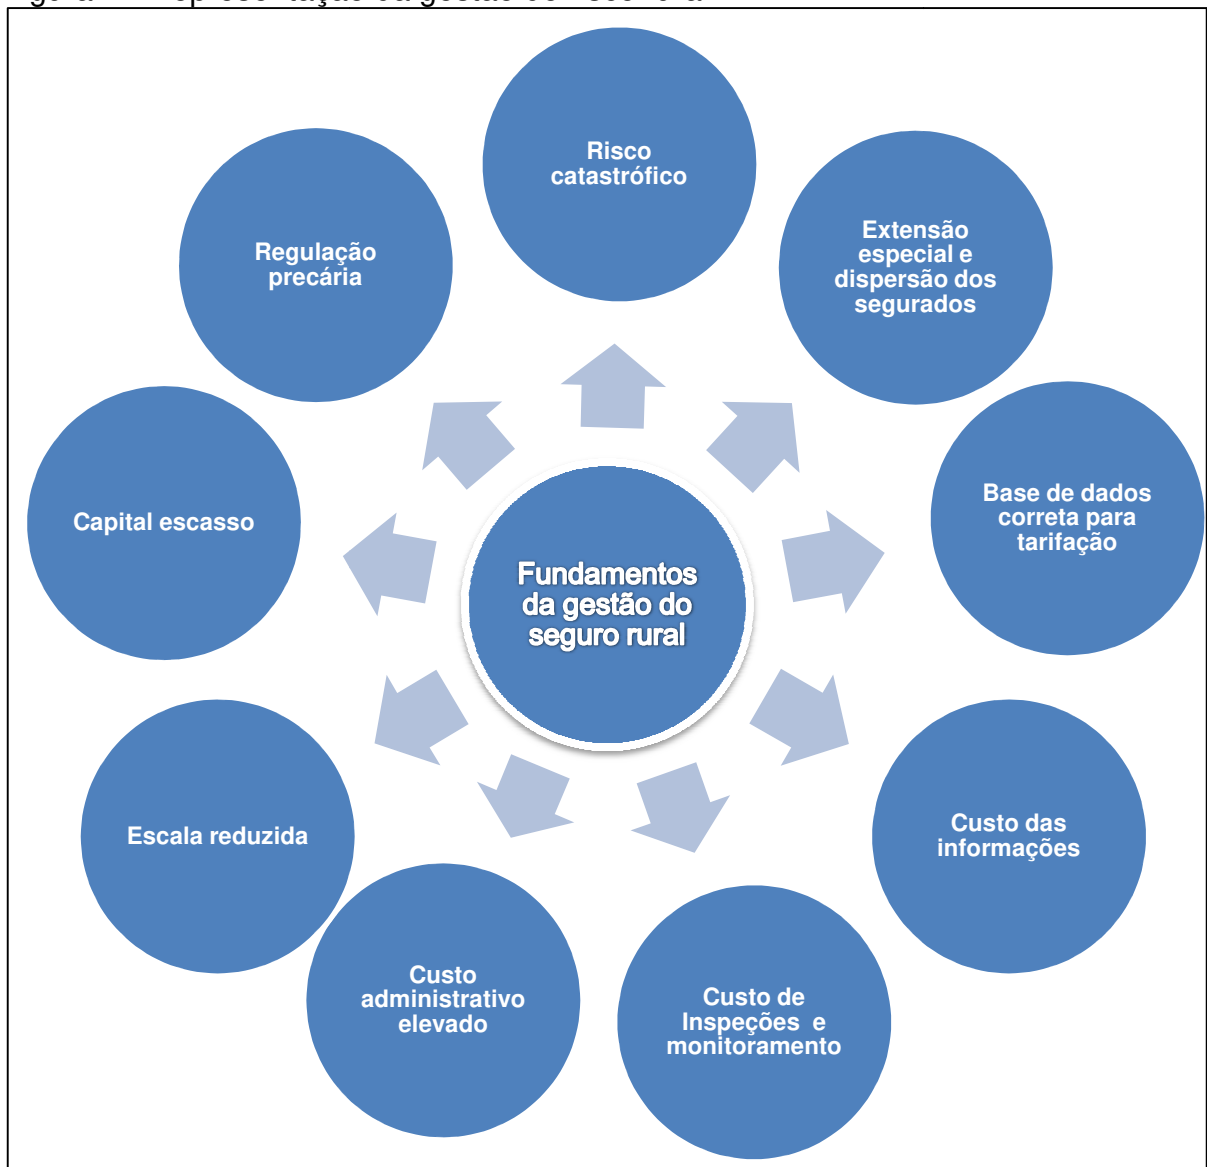 Risco
catastrófico
Extensão
especial e
dispersão dos
segurados
Base de dados
correta para
tarifação
Custo das
informações
Custo de
Inspeções e
monitoramento
Custo
administrativo
elevado
Escala reduzida
Capital escasso
Regulação
precária
Fundamentos
da gestão do
seguro rural